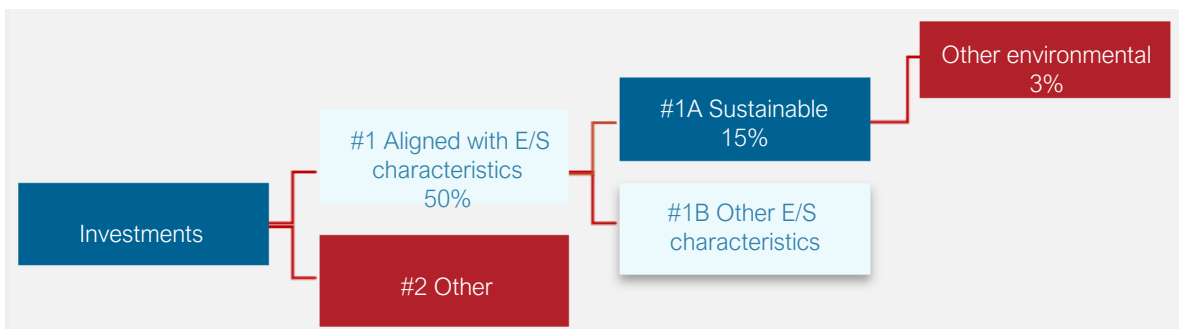 Other environmental
3%
#1A Sustainable
15%
#1 Aligned with E/S
characteristics
50%
#1B Other E/S
characteristics
Investments
#2 Other